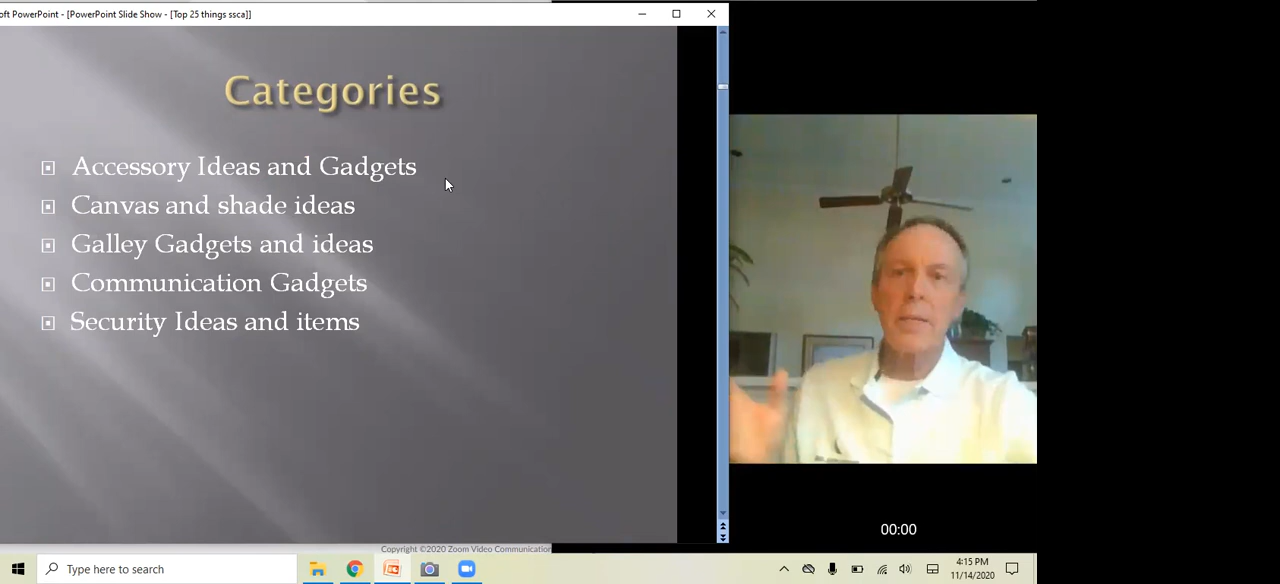 oft PowerPoint - [PowerPoint Slide Show - [Top 25 things ssca]]
Categories
Accessory Ideas and Gadgets
Canvas and shade ideas
Galley Gadgets and ideas
Communication Gadgets
Security Ideas and items
00:00
Copyright ©2020 Zoom Video Communication
Type here to search
4:15 PM
11/14/2020